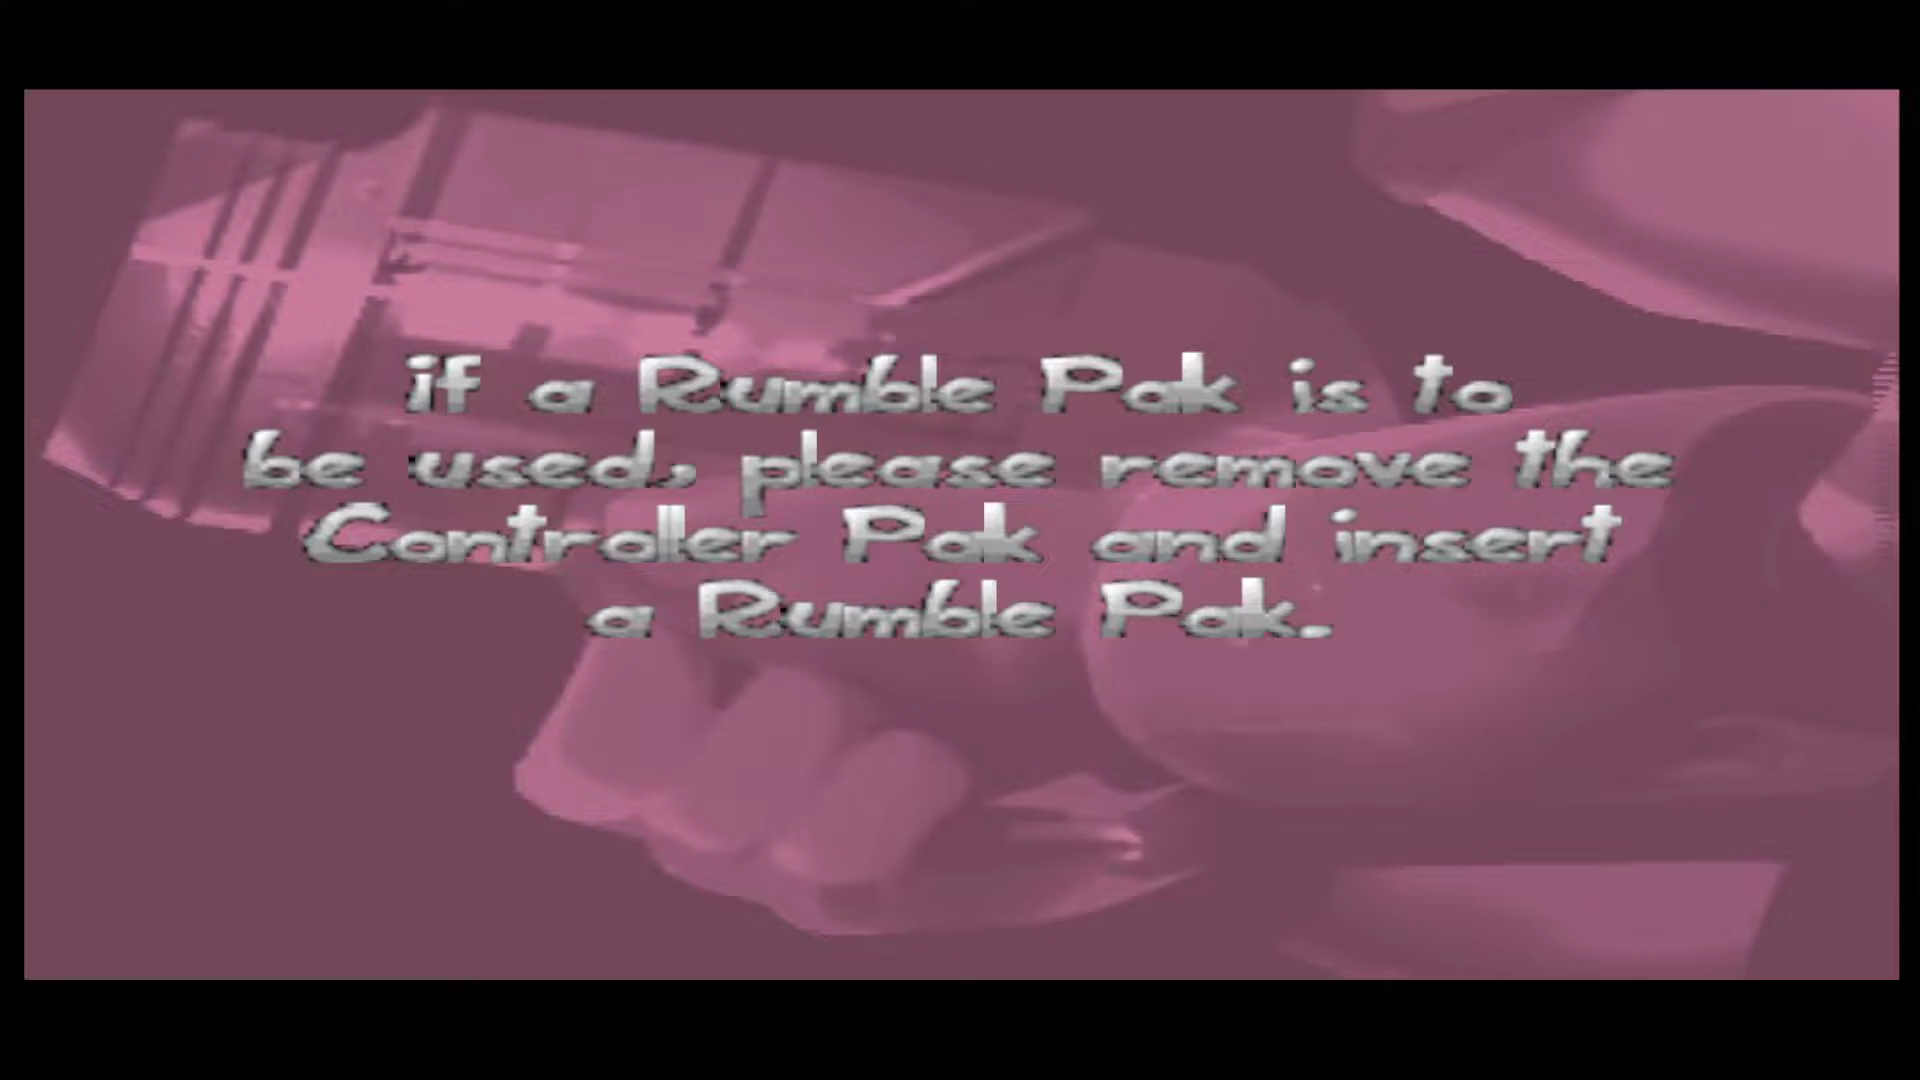 if a Rumble Pak is to
be used, please remove the
Controller Pak and insert
a Rumble Pak.